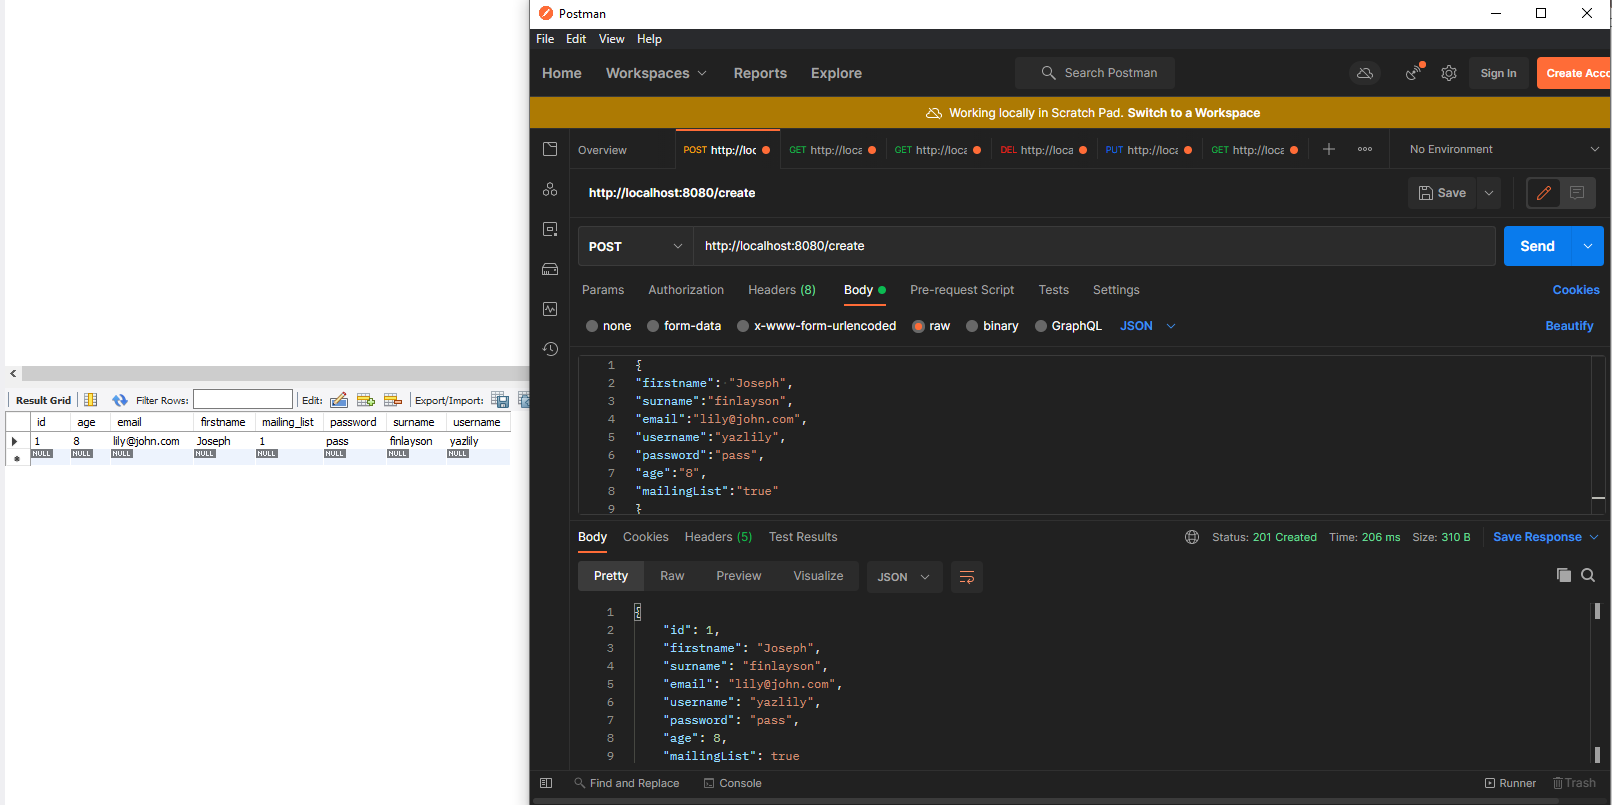 Postman
File Edit View Help
Home Workspaces Reports Explore Search Postman Sign In Create Acco
Working locally in Scratch Pad. Switch to a Workspace
Overview POST http://loc GET http://loca GET http://loca DEL http://loca PUT http://loca GET http://loca + No Environment
http://localhost:8080/create Save
POST http://localhost:8080/create Send
Params Authorization Headers (8) Body Pre-request Script Tests Settings Cookies
none form-data x-www-form-urlencoded raw binary GraphQL JSON Beautify
1 {
2 "firstname": "Joseph",
3 "surname":"finlayson",
4 "email":"lily@john.com",
5 "username":"yazlily",
6 "password":"pass",
7 "age":"8",
8 "mailingList":"true"
9 }
Result Grid Filter Rows: Edit: Export/Import:
id age email firstname mailing_list password surname username
1 8 lily@john.com Joseph 1 pass finlayson yazlily
NULL NULL NULL NULL NULL NULL NULL NULL
Body Cookies Headers (5) Test Results Status: 201 Created Time: 206 ms Size: 310 B Save Response
Pretty Raw Preview Visualize JSON
1 {
2 "id": 1,
3 "firstname": "Joseph",
4 "surname": "finlayson",
5 "email": "lily@john.com",
6 "username": "yazlily",
7 "password": "pass",
8 "age": 8,
9 "mailingList": true
Find and Replace Console Runner Trash